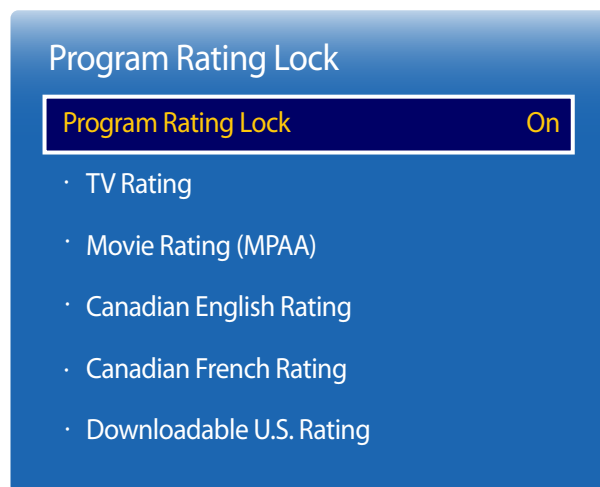 Program Rating Lock
Program Rating Lock On
· TV Rating
· Movie Rating (MPAA)
· Canadian English Rating
· Canadian French Rating
· Downloadable U.S. Rating